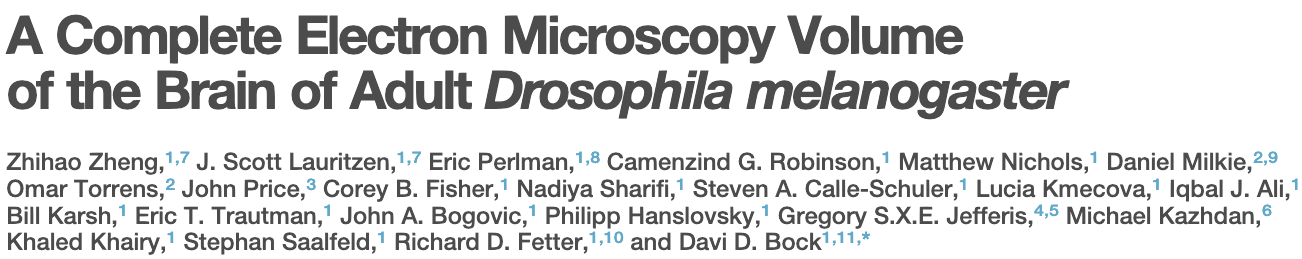 A Complete Electron Microscopy Volume
of the Brain of Adult Drosophila melanogaster
Zhihao Zheng,1,7 J. Scott Lauritzen,1,7 Eric Perlman,1,8 Camenzind G. Robinson,1 Matthew Nichols,1 Daniel Milkie,2,9
Omar Torrens,2 John Price,3 Corey B. Fisher,1 Nadiya Sharifi,1 Steven A. Calle-Schuler,1 Lucia Kmecova,1 Iqbal J. Ali,1
Bill Karsh,1 Eric T. Trautman,1 John A. Bogovic,1 Philipp Hanslovsky,1 Gregory S.X.E. Jefferis,4,5 Michael Kazhdan,6
Khaled Khairy,1 Stephan Saalfeld,1 Richard D. Fetter,1,10 and Davi D. Bock1,11,*